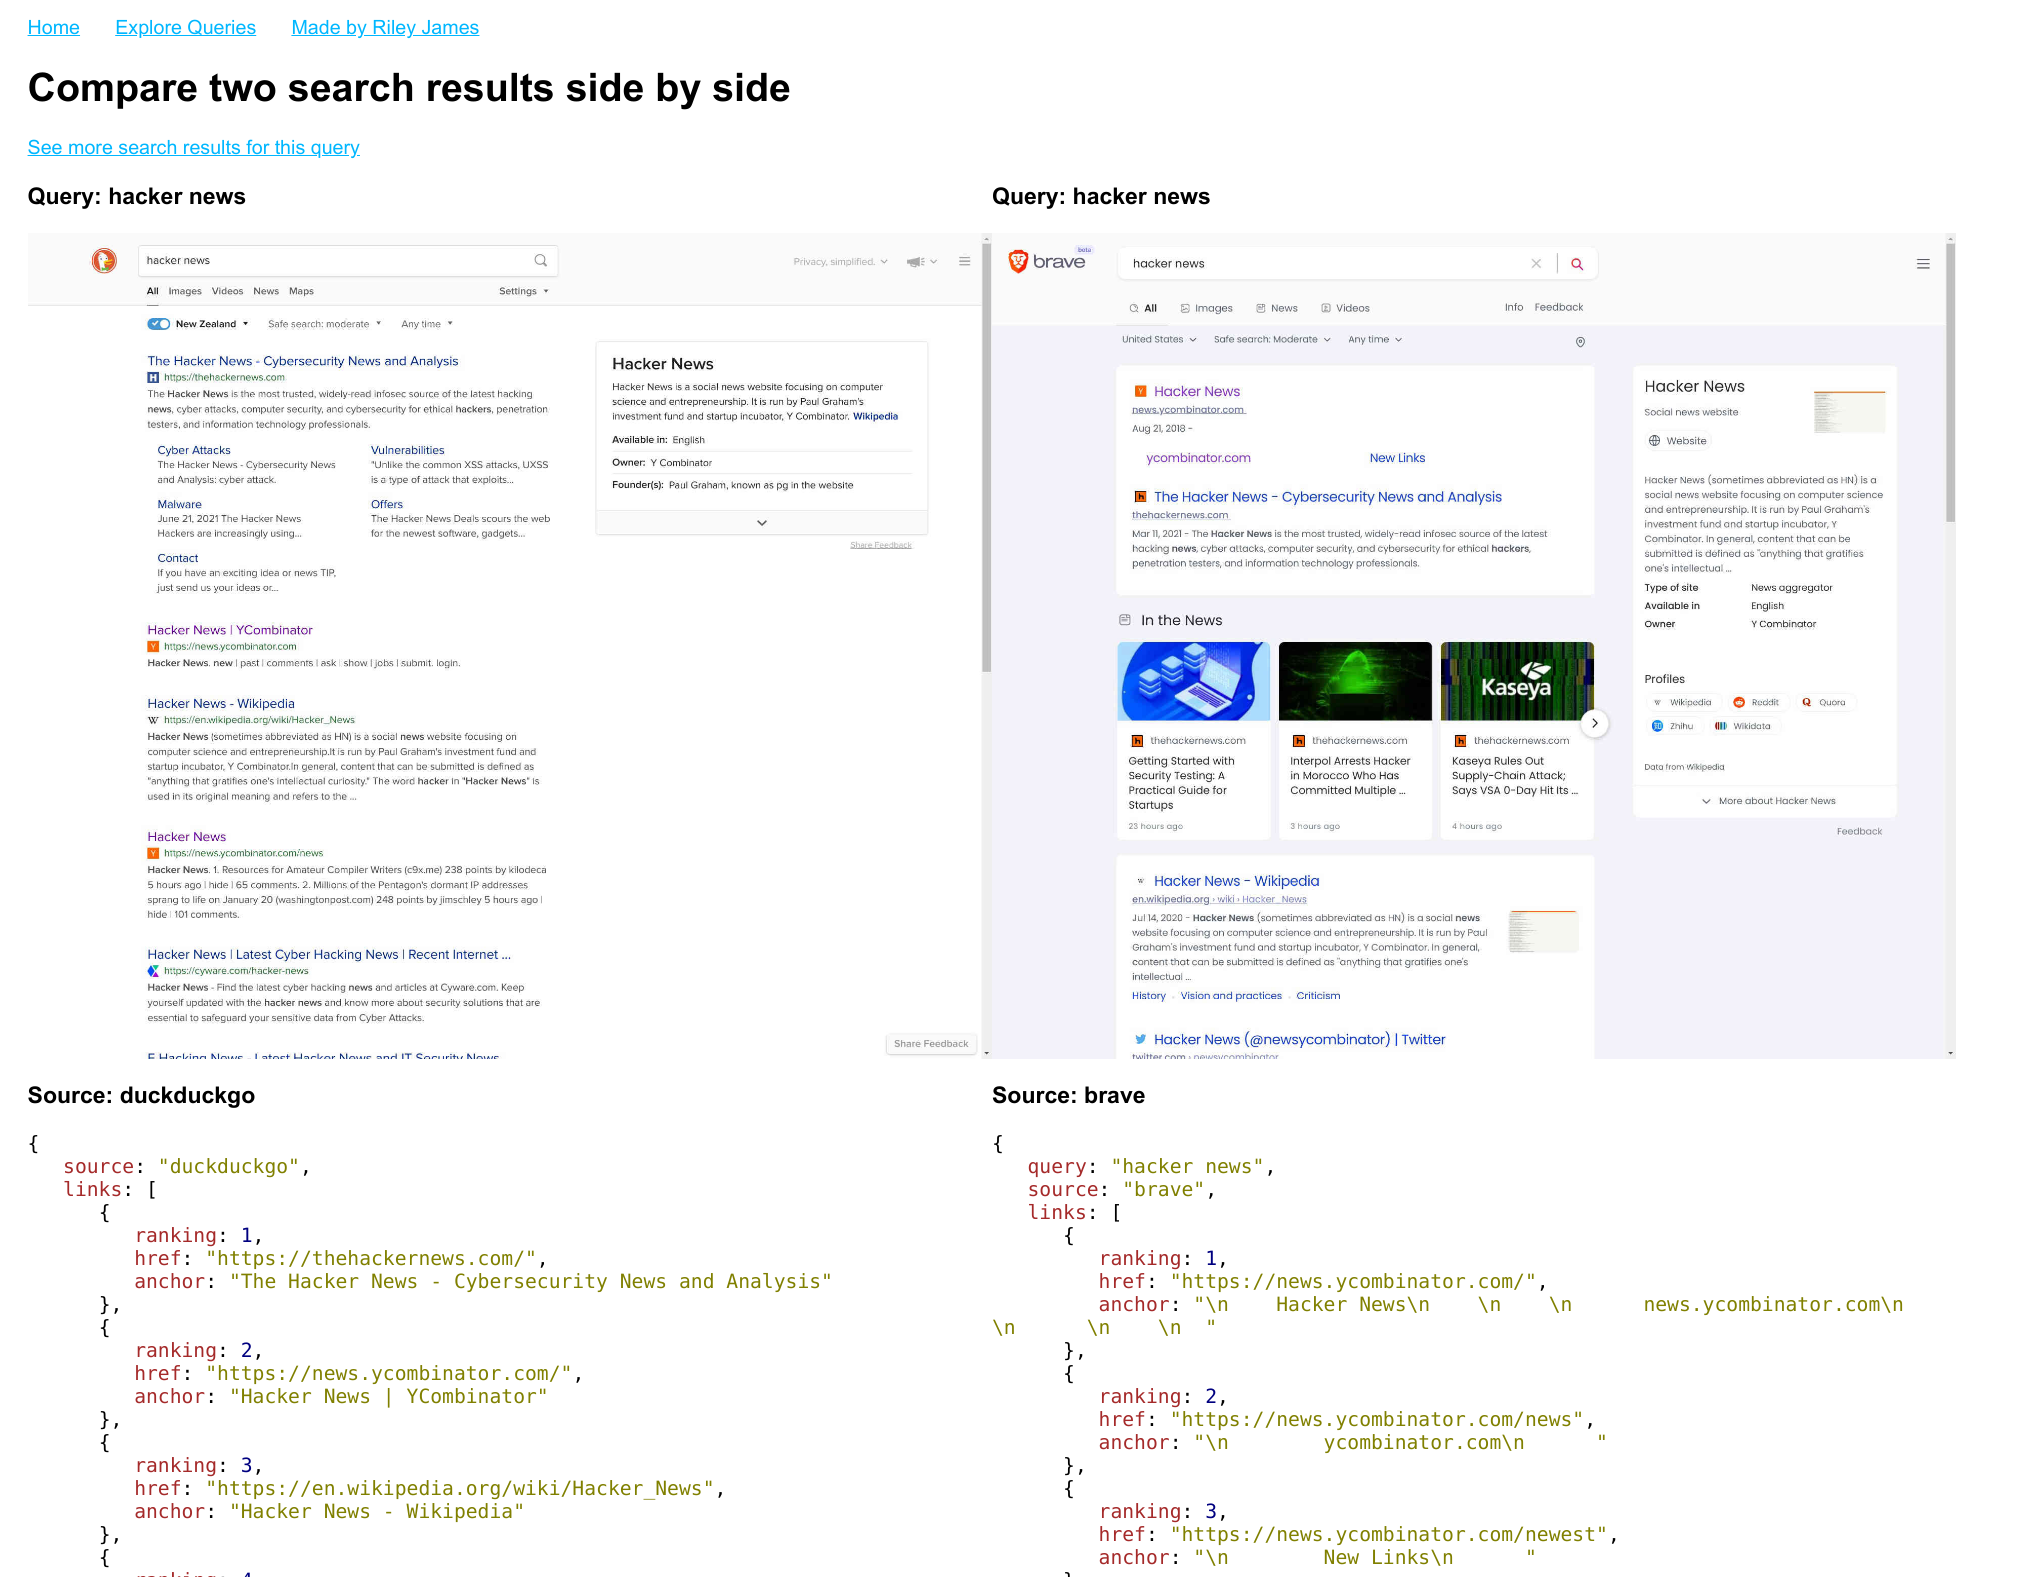 Home Explore Queries Made by Riley James
Compare two search results side by side
See more search results for this query
Query: hacker news
hacker news
Privacy, simplified.
All Images Videos News Maps Settings
New Zealand Safe search: moderate Any time
The Hacker News - Cybersecurity News and Analysis
https://thehackernews.com
The Hacker News is the most trusted, widely-read infosec source of the latest hacking
news, cyber attacks, computer security, and cybersecurity for ethical hackers, penetration
testers, and information technology professionals.
Cyber Attacks
The Hacker News - Cybersecurity News
and Analysis: cyber attack.
Vulnerabilities
"Unlike the common XSS attacks, UXSS
is a type of attack that exploits...
Malware
June 21, 2021 The Hacker News
Hackers are increasingly using...
Offers
The Hacker News Deals scours the web
for the newest software, gadgets...
Contact
If you have an exciting idea or news TIP,
just send us your ideas or...
Hacker News | YCombinator
https://news.ycombinator.com
Hacker News. new | past | comments | ask | show | jobs | submit. login.
Hacker News - Wikipedia
https://en.wikipedia.org/wiki/Hacker_News
Hacker News (sometimes abbreviated as HN) is a social news website focusing on
computer science and entrepreneurship.It is run by Paul Graham's investment fund and
startup incubator, Y Combinator.In general, content that can be submitted is defined as
"anything that gratifies one's intellectual curiosity." The word hacker in "Hacker News" is
used in its original meaning and refers to the ...
Hacker News
https://news.ycombinator.com/news
Hacker News. 1. Resources for Amateur Compiler Writers (c9x.me) 238 points by kilodeca
5 hours ago | hide | 65 comments. 2. Millions of the Pentagon's dormant IP addresses
sprang to life on January 20 (washingtonpost.com) 248 points by jimschley 5 hours ago |
hide | 101 comments.
Hacker News | Latest Cyber Hacking News | Recent Internet ...
https://cyware.com/hacker-news
Hacker News - Find the latest cyber hacking news and articles at Cyware.com. Keep
yourself updated with the hacker news and know more about security solutions that are
essential to safeguard your sensitive data from Cyber Attacks.
E Hacking News - Latest Hacker News and IT Security News
Hacker News
Hacker News is a social news website focusing on computer
science and entrepreneurship. It is run by Paul Graham's
investment fund and startup incubator, Y Combinator. Wikipedia
Available in: English
Owner: Y Combinator
Founder(s): Paul Graham, known as pg in the website
Share Feedback
Share Feedback
Source: duckduckgo
{
source: "duckduckgo",
links: [
{
ranking: 1,
href: "https://thehackernews.com/",
anchor: "The Hacker News - Cybersecurity News and Analysis"
},
{
ranking: 2,
href: "https://news.ycombinator.com/",
anchor: "Hacker News | YCombinator"
},
{
ranking: 3,
href: "https://en.wikipedia.org/wiki/Hacker_News",
anchor: "Hacker News - Wikipedia"
},
{
ranking: 4,
Query: hacker news
brave beta
hacker news
All Images News Videos Info Feedback
United States Safe search: Moderate Any time
Hacker News
news.ycombinator.com
Aug 21, 2018 -
ycombinator.com New Links
The Hacker News - Cybersecurity News and Analysis
thehackernews.com
Mar 11, 2021 - The Hacker News is the most trusted, widely-read infosec source of the latest
hacking news, cyber attacks, computer security, and cybersecurity for ethical hackers,
penetration testers, and information technology professionals.
In the News
thehackernews.com
Getting Started with
Security Testing: A
Practical Guide for
Startups
23 hours ago
thehackernews.com
Interpol Arrests Hacker
in Morocco Who Has
Committed Multiple ...
3 hours ago
Kaseya
thehackernews.com
Kaseya Rules Out
Supply-Chain Attack;
Says VSA 0-Day Hit Its ...
4 hours ago
Hacker News - Wikipedia
en.wikipedia.org › wiki › Hacker_News
Jul 14, 2020 - Hacker News (sometimes abbreviated as HN) is a social news
website focusing on computer science and entrepreneurship. It is run by Paul
Graham's investment fund and startup incubator, Y Combinator. In general,
content that can be submitted is defined as "anything that gratifies one's
intellectual ...
History . Vision and practices . Criticism
Hacker News (@newsycombinator) | Twitter
twitter.com › newsycombinator
Hacker News
Social news website
Website
Hacker News (sometimes abbreviated as HN) is a
social news website focusing on computer science
and entrepreneurship. It is run by Paul Graham's
investment fund and startup incubator, Y
Combinator. In general, content that can be
submitted is defined as "anything that gratifies
one's intellectual ...
Type of site News aggregator
Available in English
Owner Y Combinator
Profiles
Wikipedia Reddit Quora
Zhihu Wikidata
Data from Wikipedia
More about Hacker News
Feedback
Source: brave
{
query: "hacker news",
source: "brave",
links: [
{
ranking: 1,
href: "https://news.ycombinator.com/",
anchor: "\n    Hacker News\n    \n    \n      news.ycombinator.com\n
\n      \n    \n  "
},
{
ranking: 2,
href: "https://news.ycombinator.com/news",
anchor: "\n        ycombinator.com\n      "
},
{
ranking: 3,
href: "https://news.ycombinator.com/newest",
anchor: "\n        New Links\n      "
}